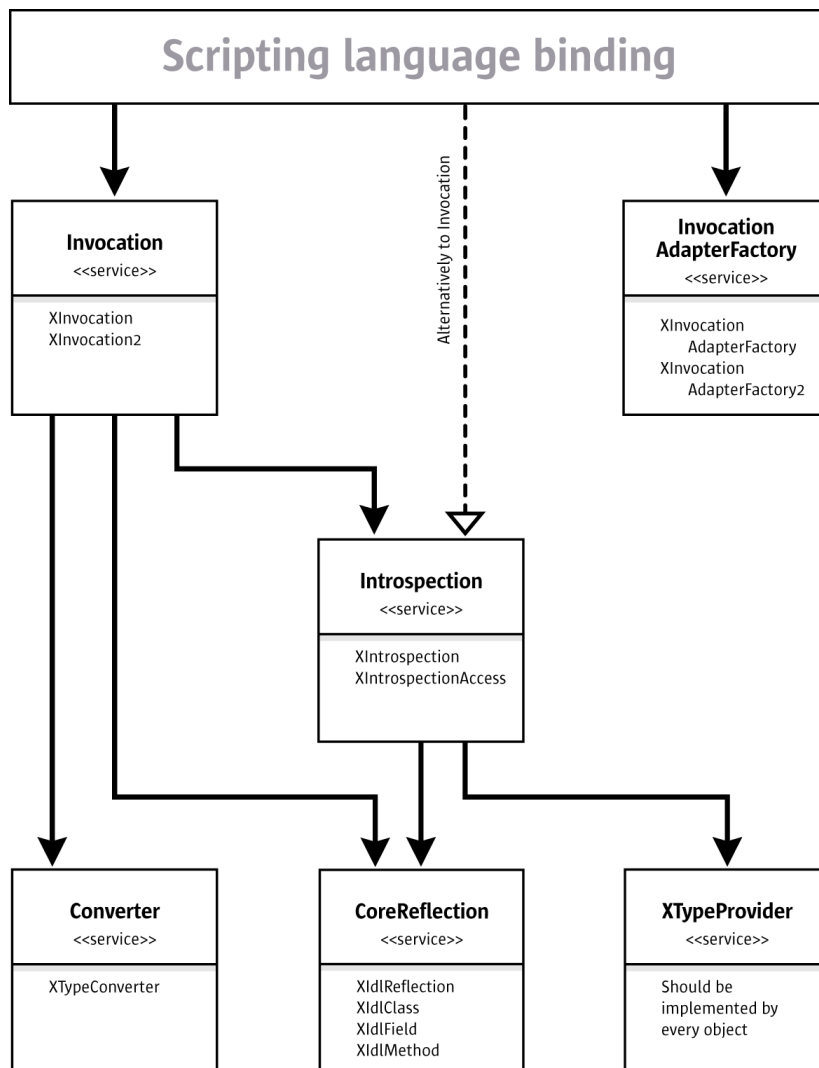 Scripting language binding
Alternatively to Invocation
Invocation
<<service>>
XInvocation
XInvocation2
Invocation
AdapterFactory
<<service>>
XInvocation
AdapterFactory
XInvocation
AdapterFactory2
Introspection
<<service>>
XIntrospection
XIntrospectionAccess
Converter
<<service>>
XTypeConverter
CoreReflection
<<service>>
XIdlReflection
XIdlClass
XIdlField
XIdlMethod
XTypeProvider
<<service>>
Should be
implemented by
every object